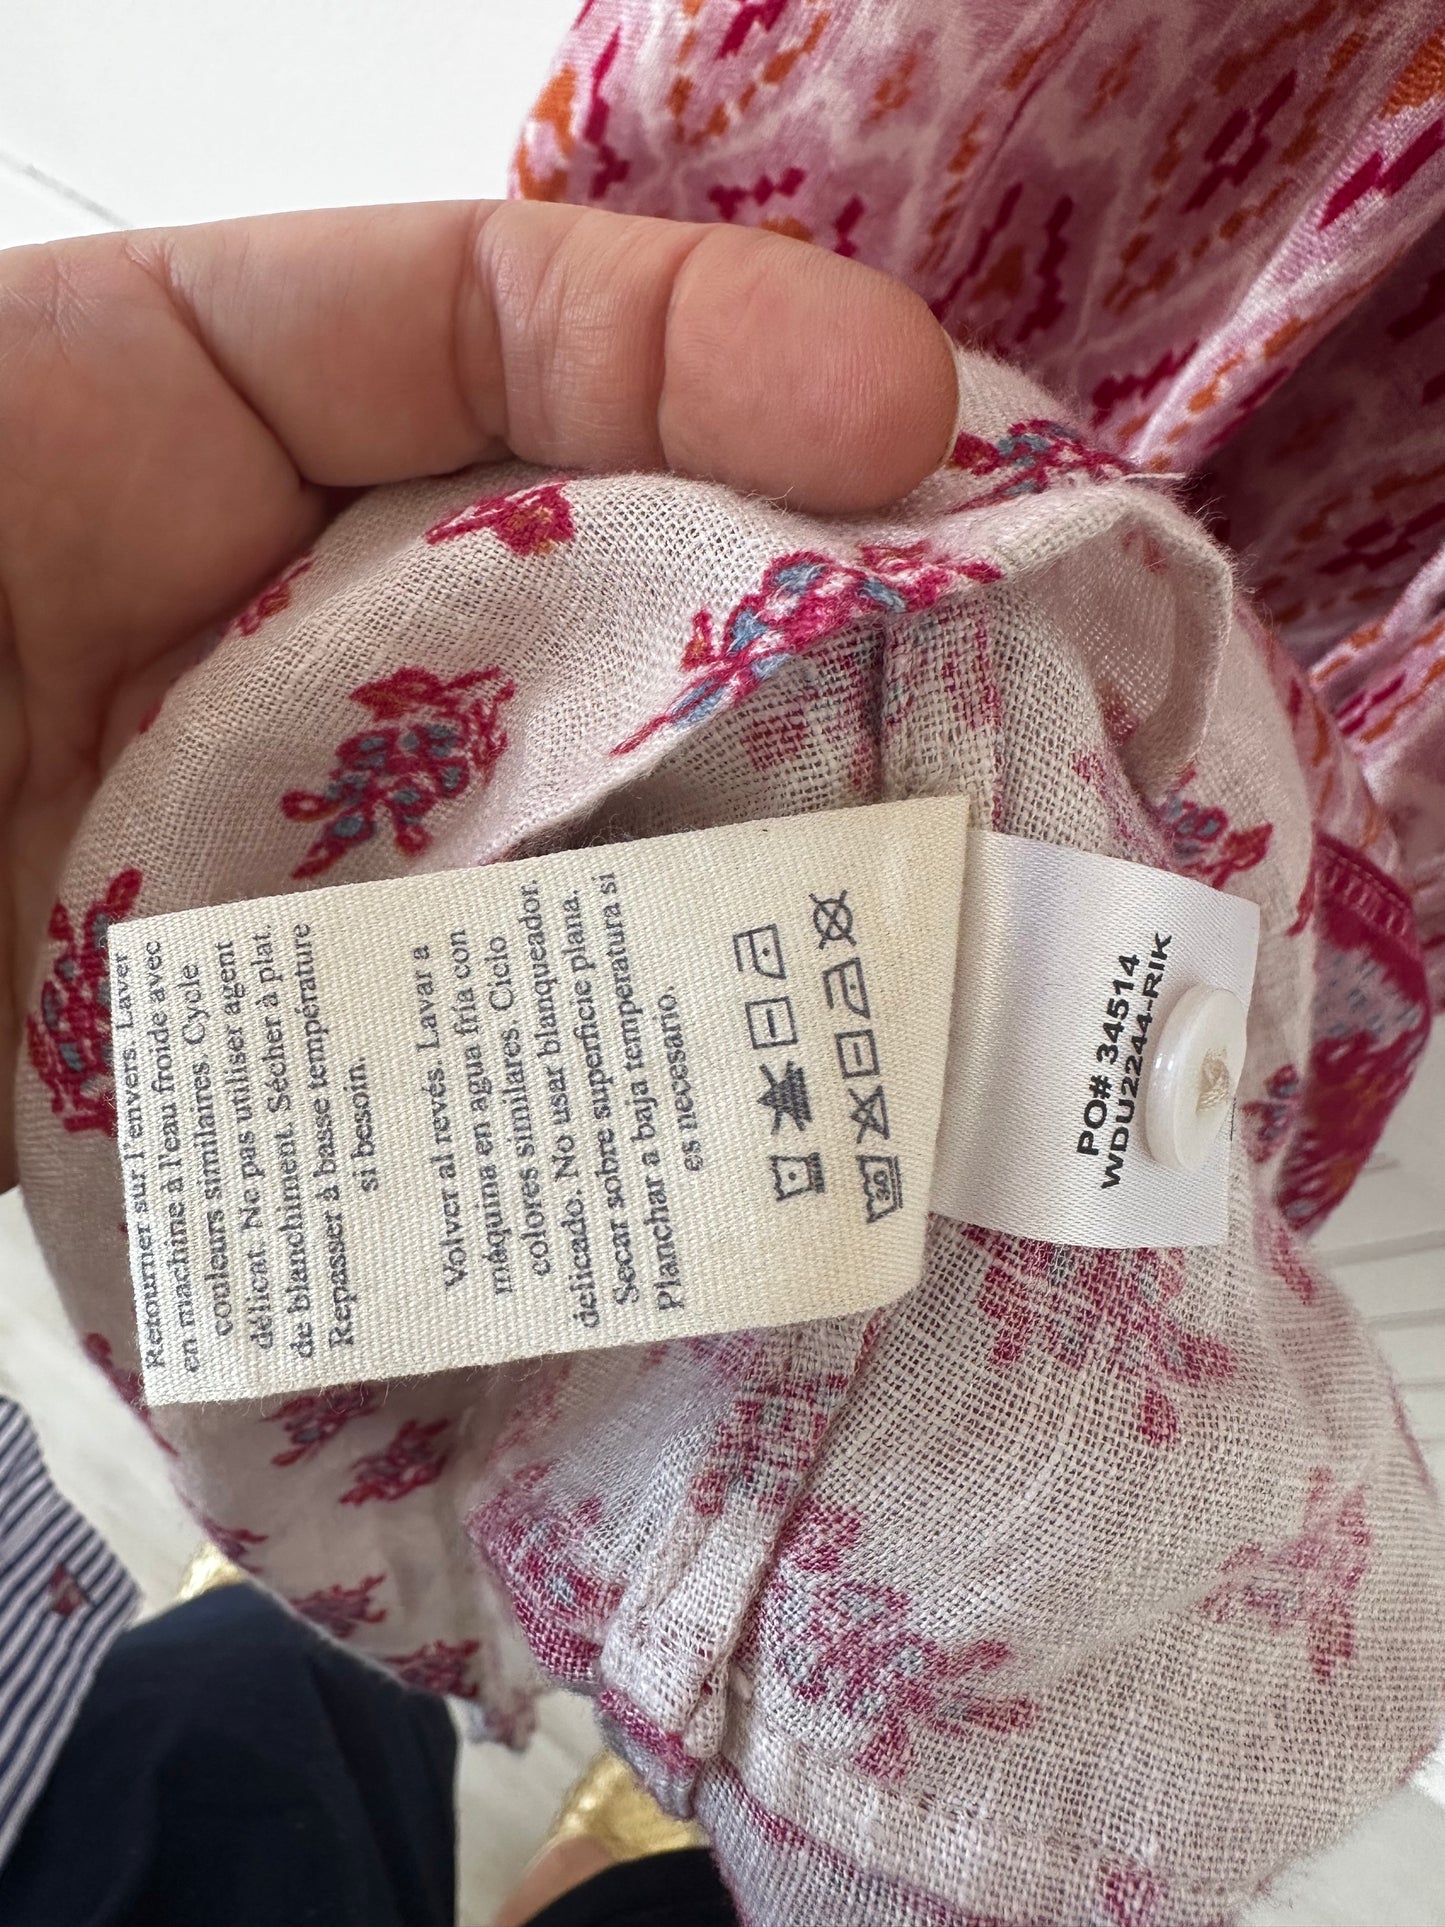 Retourner sur l'envers. Laver
en machine à l'eau froide avec
couleurs similaires. Cycle
délicat. Ne pas utiliser agent
de blanchiment. Sécher à plat.
Repasser à basse température
si besoin.
Volver al revés. Lavar a
máquina en agua fría con
colores similares. Ciclo
delicado. No usar blanqueador.
Secar sobre superficie plana.
Planchar a baja temperatura si
es necesario.
30
PO# 34514
WDU2244-RIK